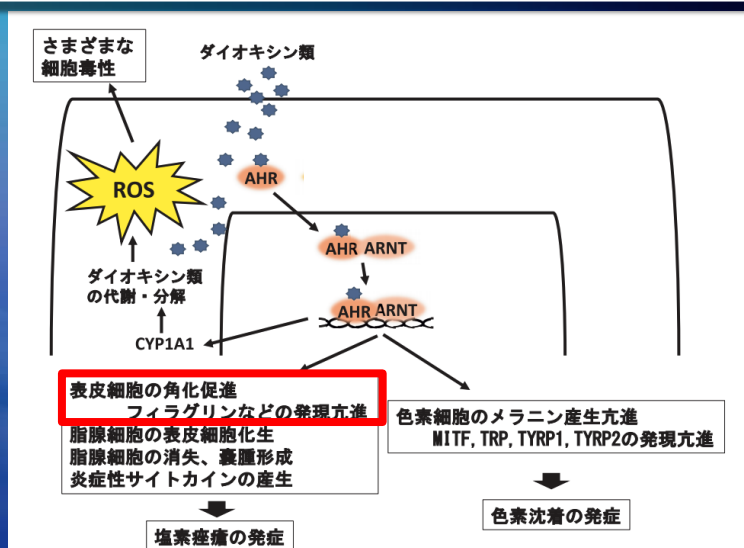 さまざまな
細胞毒性
ダイオキシン類
ROS
AHR
AHR ARNT
AHR ARNT
ダイオキシン類
の代謝・分解
CYP1A1
表皮細胞の角化促進
フィラグリンなどの発現亢進
脂腺細胞の表皮細胞化生
脂腺細胞の消失、嚢腫形成
炎症性サイトカインの産生
塩素痤瘡の発症
色素細胞のメラニン産生亢進
MITF, TRP, TYRP1, TYRP2の発現亢進
色素沈着の発症